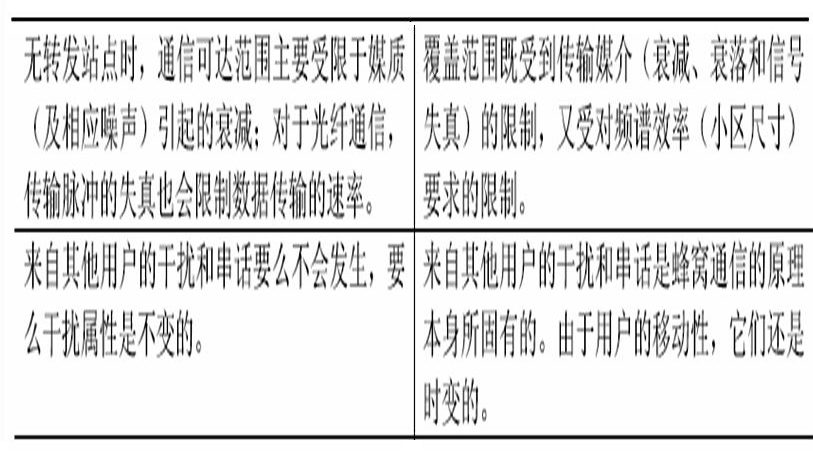 无转发站点时，通信可达范围主要受限于媒质
（及相应噪声）引起的衰减；对于光纤通信，
传输脉冲的失真也会限制数据传输的速率。
覆盖范围既受到传输媒介（衰减、衰落和信号
失真）的限制，又受对频谱效率（小区尺寸）
要求的限制。
来自其他用户的干扰和串话要么不会发生，要
么干扰属性是不变的。
来自其他用户的干扰和串话是蜂窝通信的原理
本身所固有的。由于用户的移动性，它们还是
时变的。